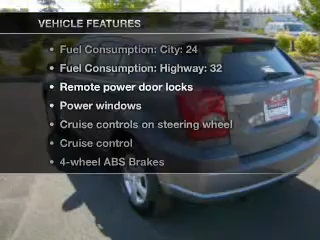 VEHICLE FEATURES
• Fuel Consumption: City: 24
• Fuel Consumption: Highway: 32
• Remote power door locks
• Power windows
• Cruise controls on steering wheel
• Cruise control
• 4-wheel ABS Brakes